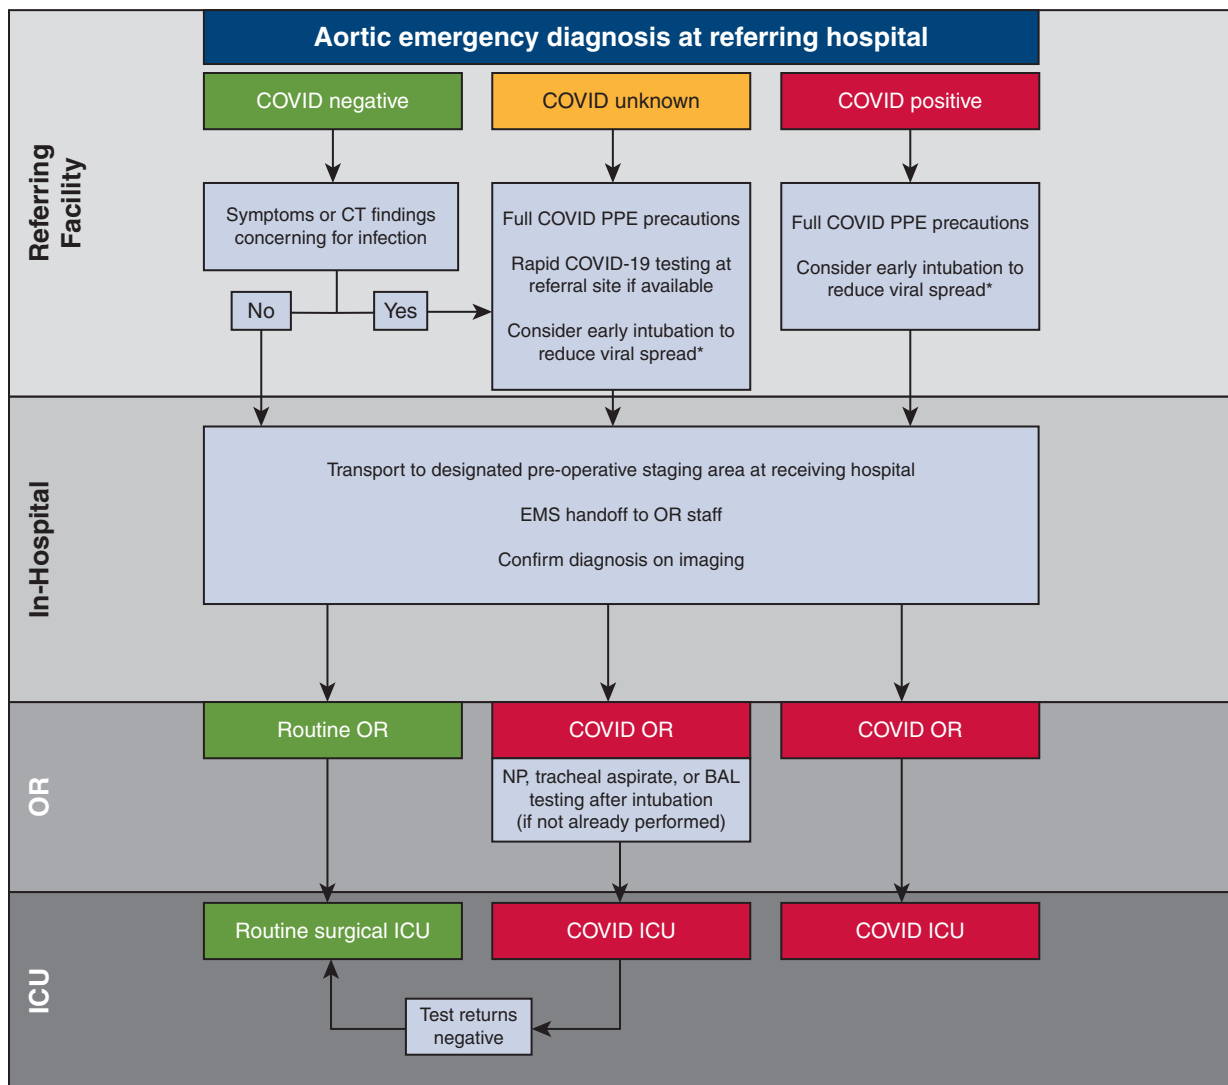 Aortic emergency diagnosis at referring hospital
COVID negative
COVID unknown
COVID positive
Referring
Facility
Symptoms or CT findings
concerning for infection
No
Yes
Full COVID PPE precautions
Rapid COVID-19 testing at
referral site if available
Consider early intubation to
reduce viral spread*
Full COVID PPE precautions
Consider early intubation to
reduce viral spread*
In-Hospital
Transport to designated pre-operative staging area at receiving hospital
EMS handoff to OR staff
Confirm diagnosis on imaging
OR
Routine OR
COVID OR
NP, tracheal aspirate, or BAL
testing after intubation
(if not already performed)
COVID OR
ICU
Routine surgical ICU
COVID ICU
COVID ICU
Test returns
negative